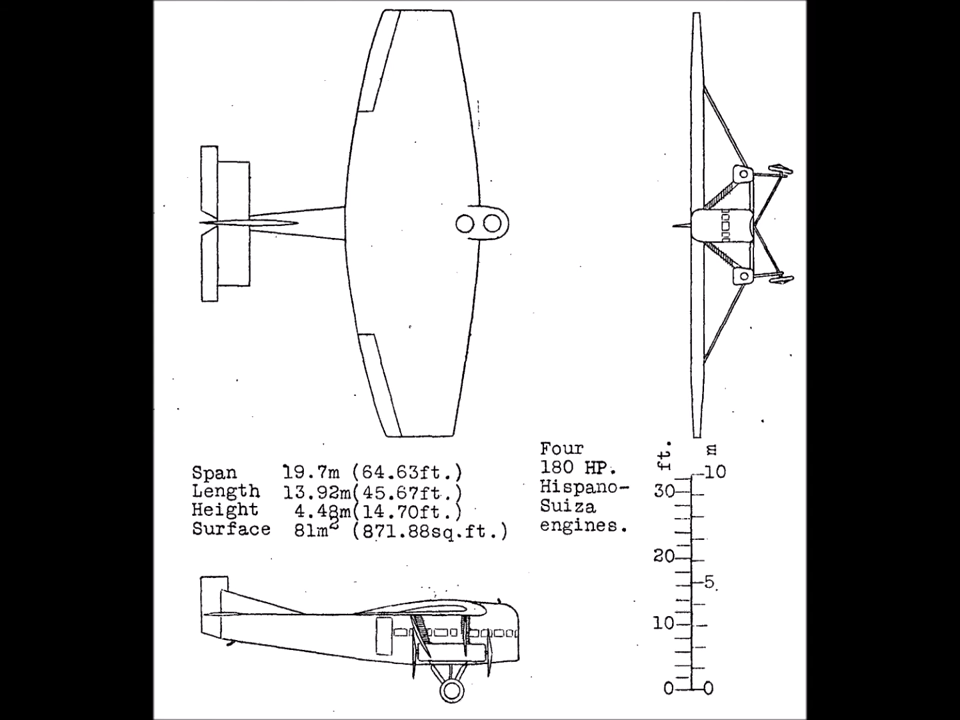 Span 19.7m (64.63ft.)
Length 13.92m(45.67ft.)
Height 4.48m(14.70ft.)
Surface 81m² (871.88sq.ft.)
Four
180 HP.
Hispano-
Suiza
engines.
ft. m
10
30
20
5
10
0 0